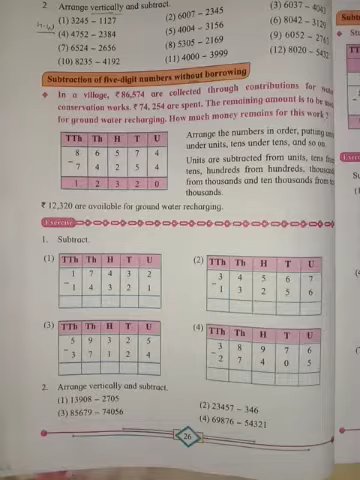 2 Arrange vertically and subtract.
(1) 3245 – 1127 (2) 6007 – 2345 (3) 6037 – 4043
(4) 4752 – 2384 (5) 4004 – 3156 (6) 8042 – 3129
(7) 6524 – 2656 (8) 5305 – 2169 (9) 6052 –
(10) 8235 – 4192 (11) 4000 – 3999 (12) 8020 –
Subtraction of five-digit numbers without borrowing
In a village, ₹ 86,574 are collected through contributions for water
conservation works. ₹ 74, 254 are spent. The remaining amount is to be
for ground water recharging. How much money remains for this work ?
TTh Th H T U
8 6 5 7 4
– 7 4 2 5 4
1 2 3 2 0
Arrange the numbers in order, putting
under units, tens under tens, and so on.
Units are subtracted from units, tens from
tens, hundreds from hundreds, thousands
from thousands and ten thousands from
thousands.
₹ 12,320 are available for ground water recharging.
Exercise
1. Subtract.
(1)
TTh Th H T U
1 7 4 3 2
– 1 4 3 2 1
(2)
TTh Th H T U
3 4 5 6 7
– 1 3 2 5 6
(3)
TTh Th H T U
5 9 3 2 5
– 3 7 1 2 4
(4)
TTh Th H T U
3 8 9 7 6
– 2 7 4 0 5
2. Arrange vertically and subtract.
(1) 13908 – 2705 (2) 23457 – 346
(3) 85679 – 74056 (4) 69876 – 54321
26